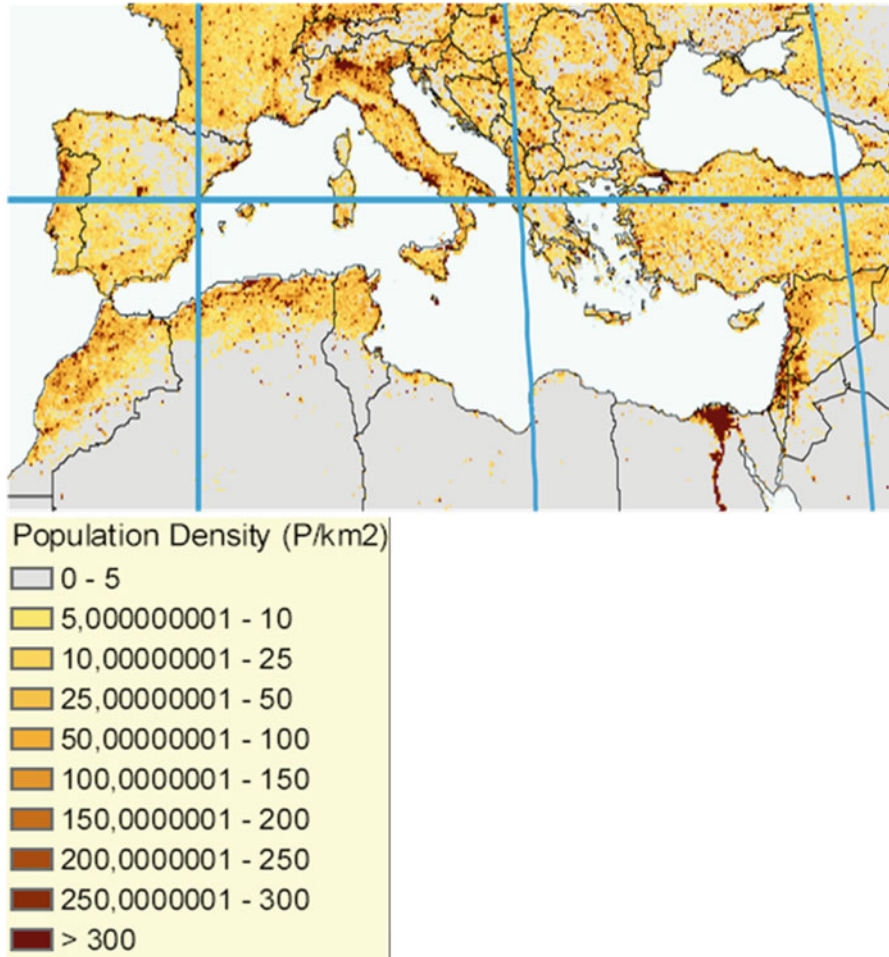 Population Density (P/km2)
0 - 5
5,000000001 - 10
10,00000001 - 25
25,00000001 - 50
50,00000001 - 100
100,0000001 - 150
150,0000001 - 200
200,0000001 - 250
250,0000001 - 300
> 300